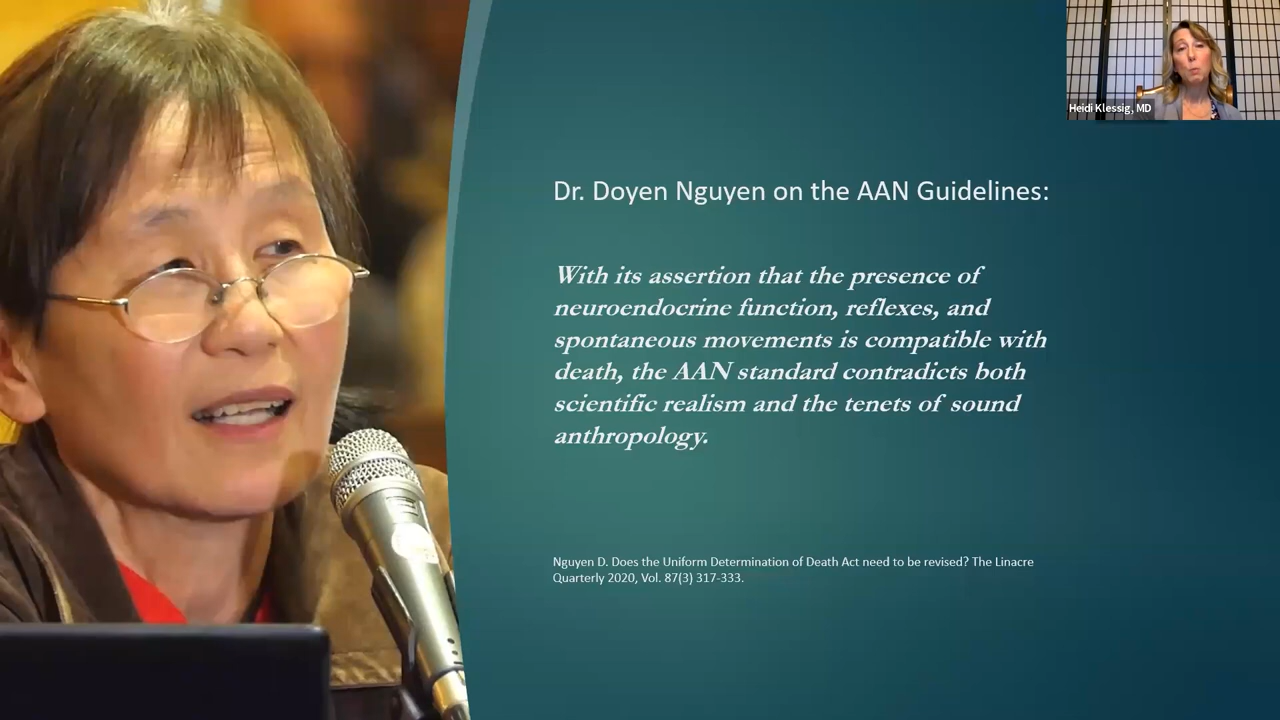 Heidi Klessig, MD
Dr. Doyen Nguyen on the AAN Guidelines:
With its assertion that the presence of
neuroendocrine function, reflexes, and
spontaneous movements is compatible with
death, the AAN standard contradicts both
scientific realism and the tenets of sound
anthropology.
Nguyen D. Does the Uniform Determination of Death Act need to be revised? The Linacre
Quarterly 2020, Vol. 87(3) 317-333.